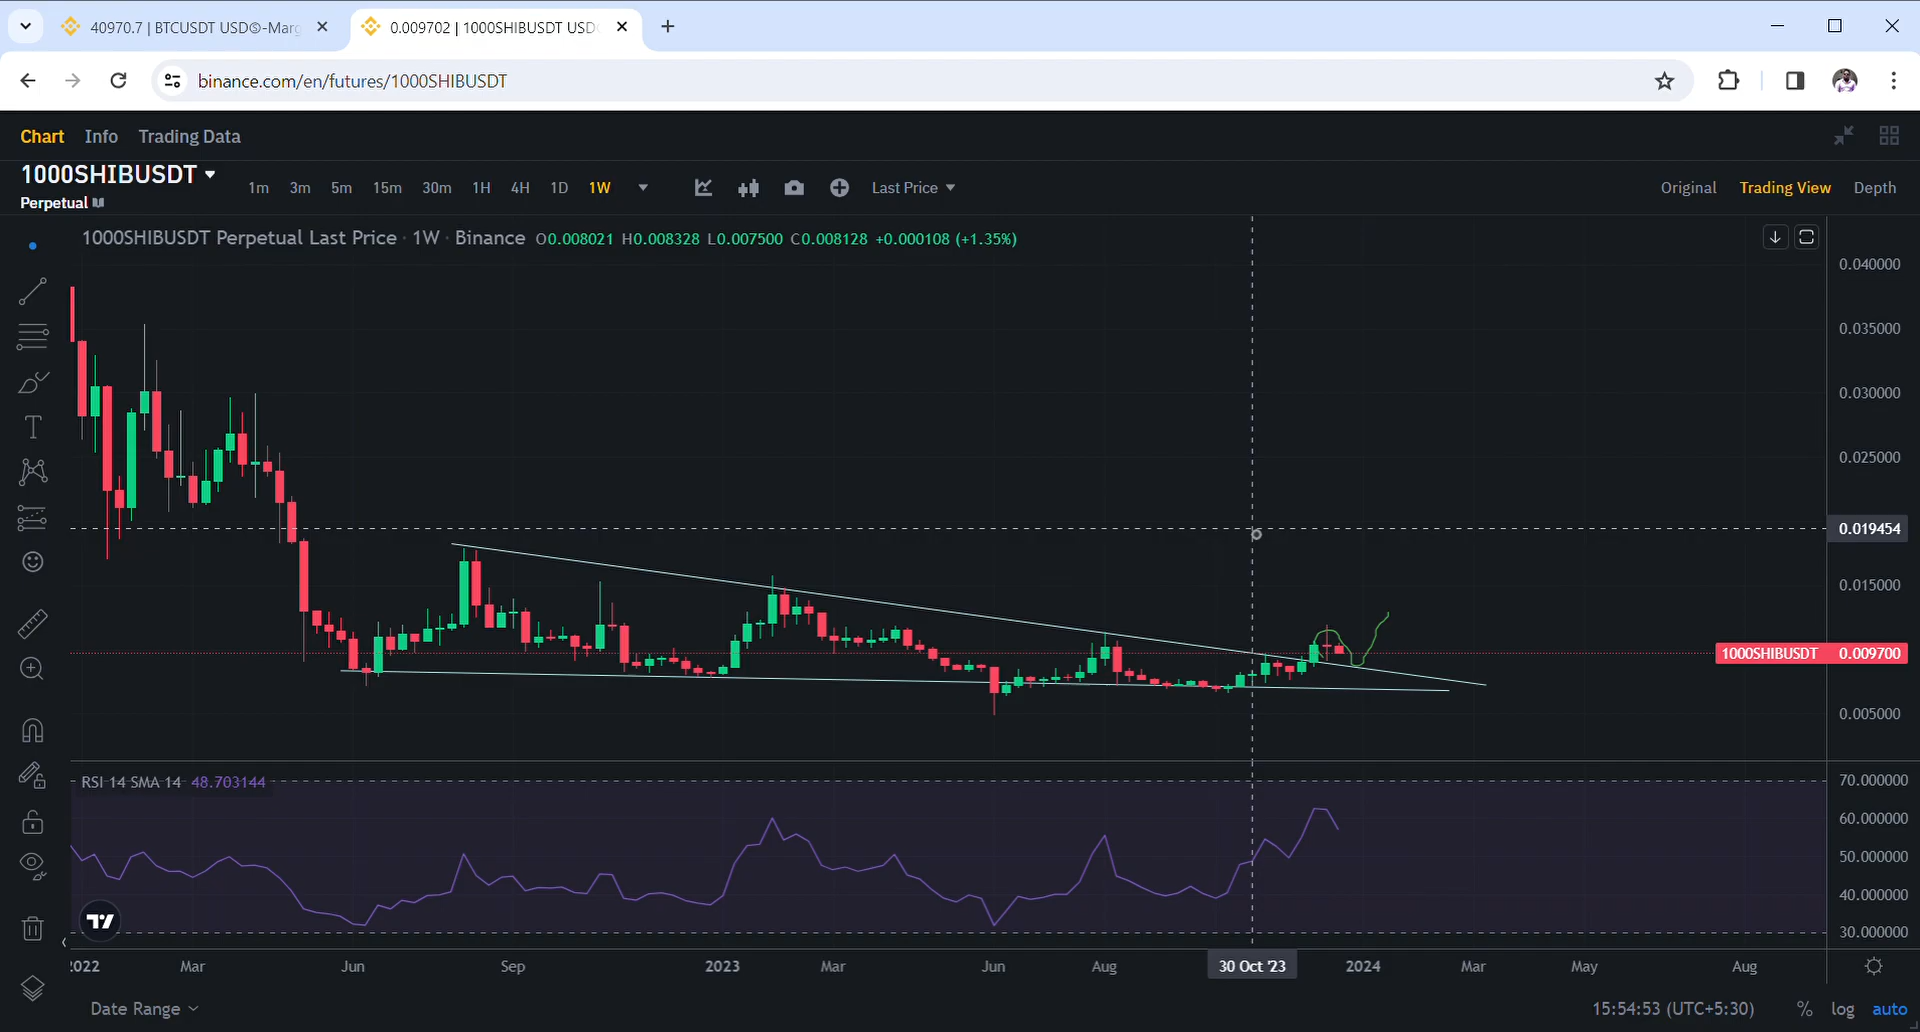 40970.7 | BTCUSDT USD⑤-Marg
0.009702 | 1000SHIBUSDT USD
binance.com/en/futures/1000SHIBUSDT
Chart Info Trading Data
1000SHIBUSDT
Perpetual
1m 3m 5m 15m 30m 1H 4H 1D 1W Last Price Original Trading View Depth
1000SHIBUSDT Perpetual Last Price · 1W · Binance O0.008021 H0.008328 L0.007500 C0.008128 +0.000108 (+1.35%)
0.040000
0.035000
0.030000
0.025000
0.019454
0.015000
1000SHIBUSDT 0.009700
0.005000
RSI 14 SMA 14 48.703144
70.000000
60.000000
50.000000
40.000000
30.000000
2022 Mar Jun Sep 2023 Mar Jun Aug 30 Oct '23 2024 Mar May Aug
Date Range 15:54:53 (UTC+5:30) % log auto